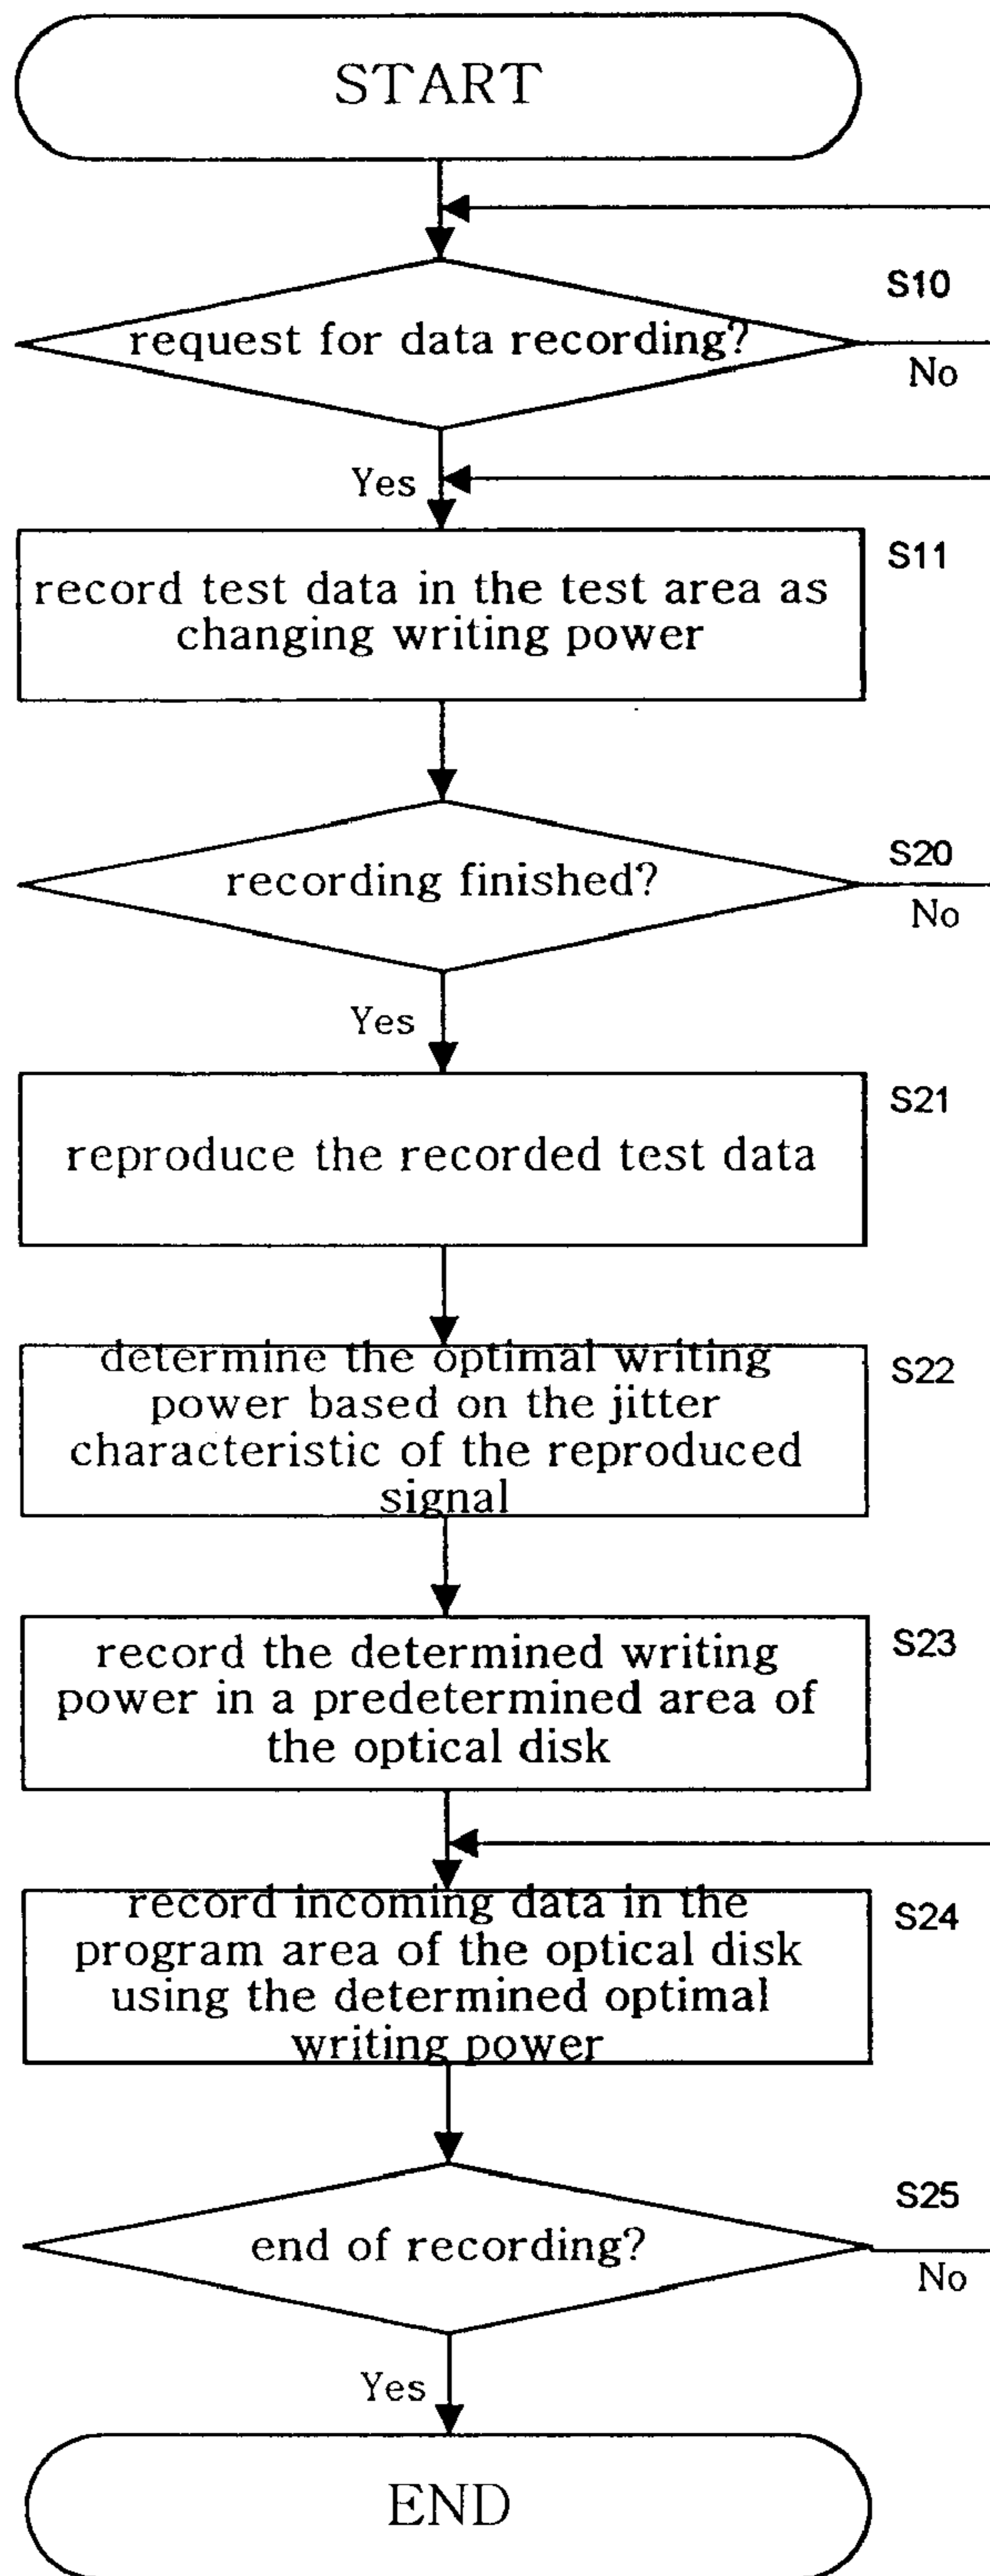 START
S10
request for data recording?
No
Yes
S11
record test data in the test area as
changing writing power
S20
recording finished?
No
Yes
S21
reproduce the recorded test data
S22
determine the optimal writing
power based on the jitter
characteristic of the reproduced
signal
S23
record the determined writing
power in a predetermined area of
the optical disk
S24
record incoming data in the
program area of the optical disk
using the determined optimal
writing power
S25
end of recording?
No
Yes
END